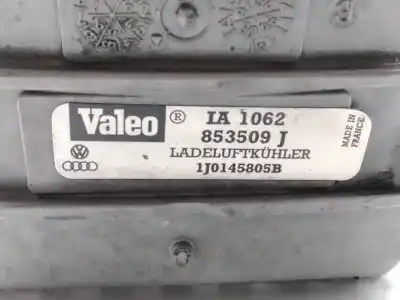 Valeo ® IA 1062
853509 J
LADELUFTKÜHLER
1J0145805B
MADE IN
FRANCE